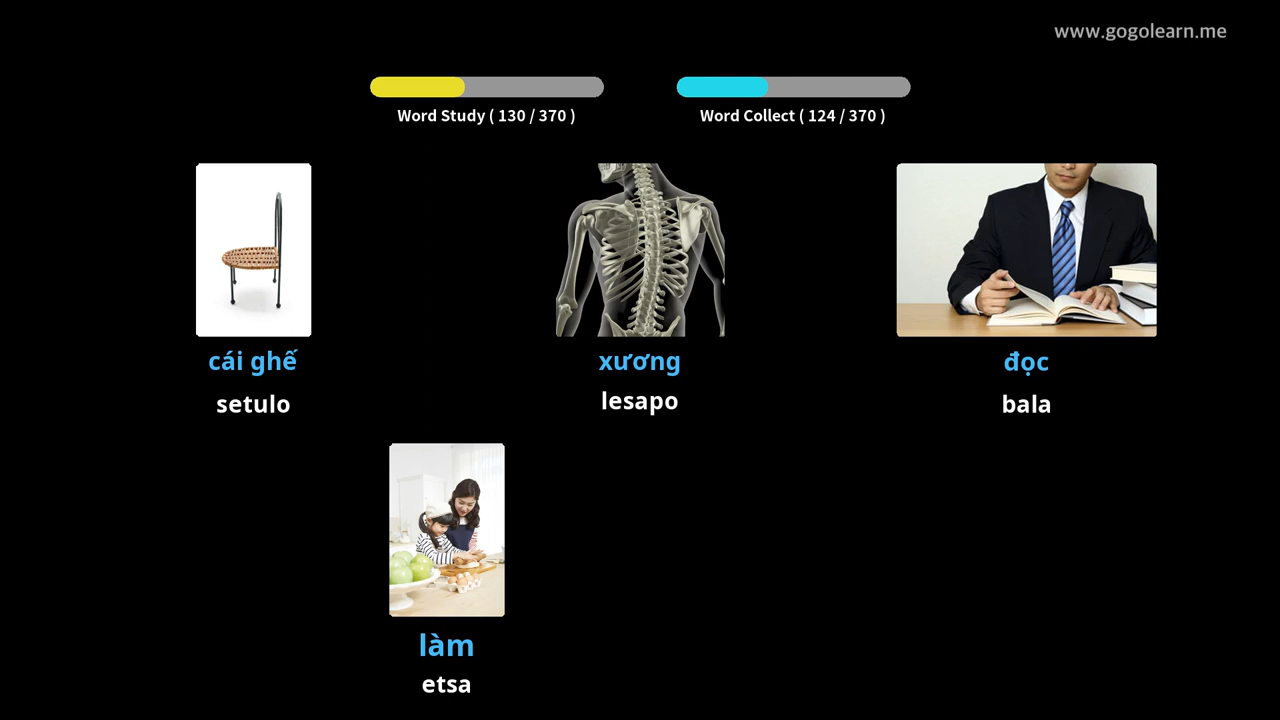 www.gogolearn.me
Word Study ( 130 / 370 )
Word Collect ( 124 / 370 )
cái ghế
setulo
xương
lesapo
đọc
bala
làm
etsa